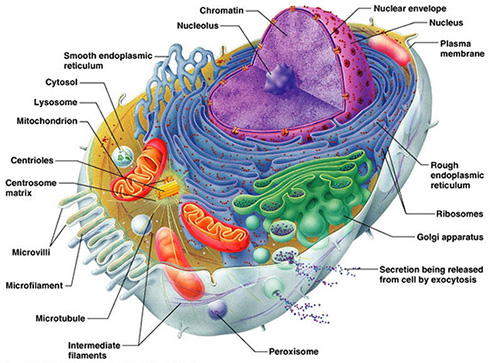 Chromatin
Nucleolus
Nuclear envelope
Nucleus
Plasma
membrane
Smooth endoplasmic
reticulum
Cytosol
Lysosome
Mitochondrion
Centrioles
Centrosome
matrix
Microvilli
Microfilament
Microtubule
Intermediate
filaments
Peroxisome
Rough
endoplasmic
reticulum
Ribosomes
Golgi apparatus
Secretion being released
from cell by exocytosis